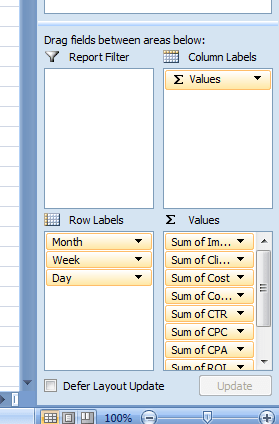 Drag fields between areas below:
Report Filter
Column Labels
Σ Values
Row Labels
Σ Values
Month
Week
Day
Sum of Im...
Sum of Cli...
Sum of Cost
Sum of Co...
Sum of CTR
Sum of CPC
Sum of CPA
Sum of ROI
Defer Layout Update
Update
100%